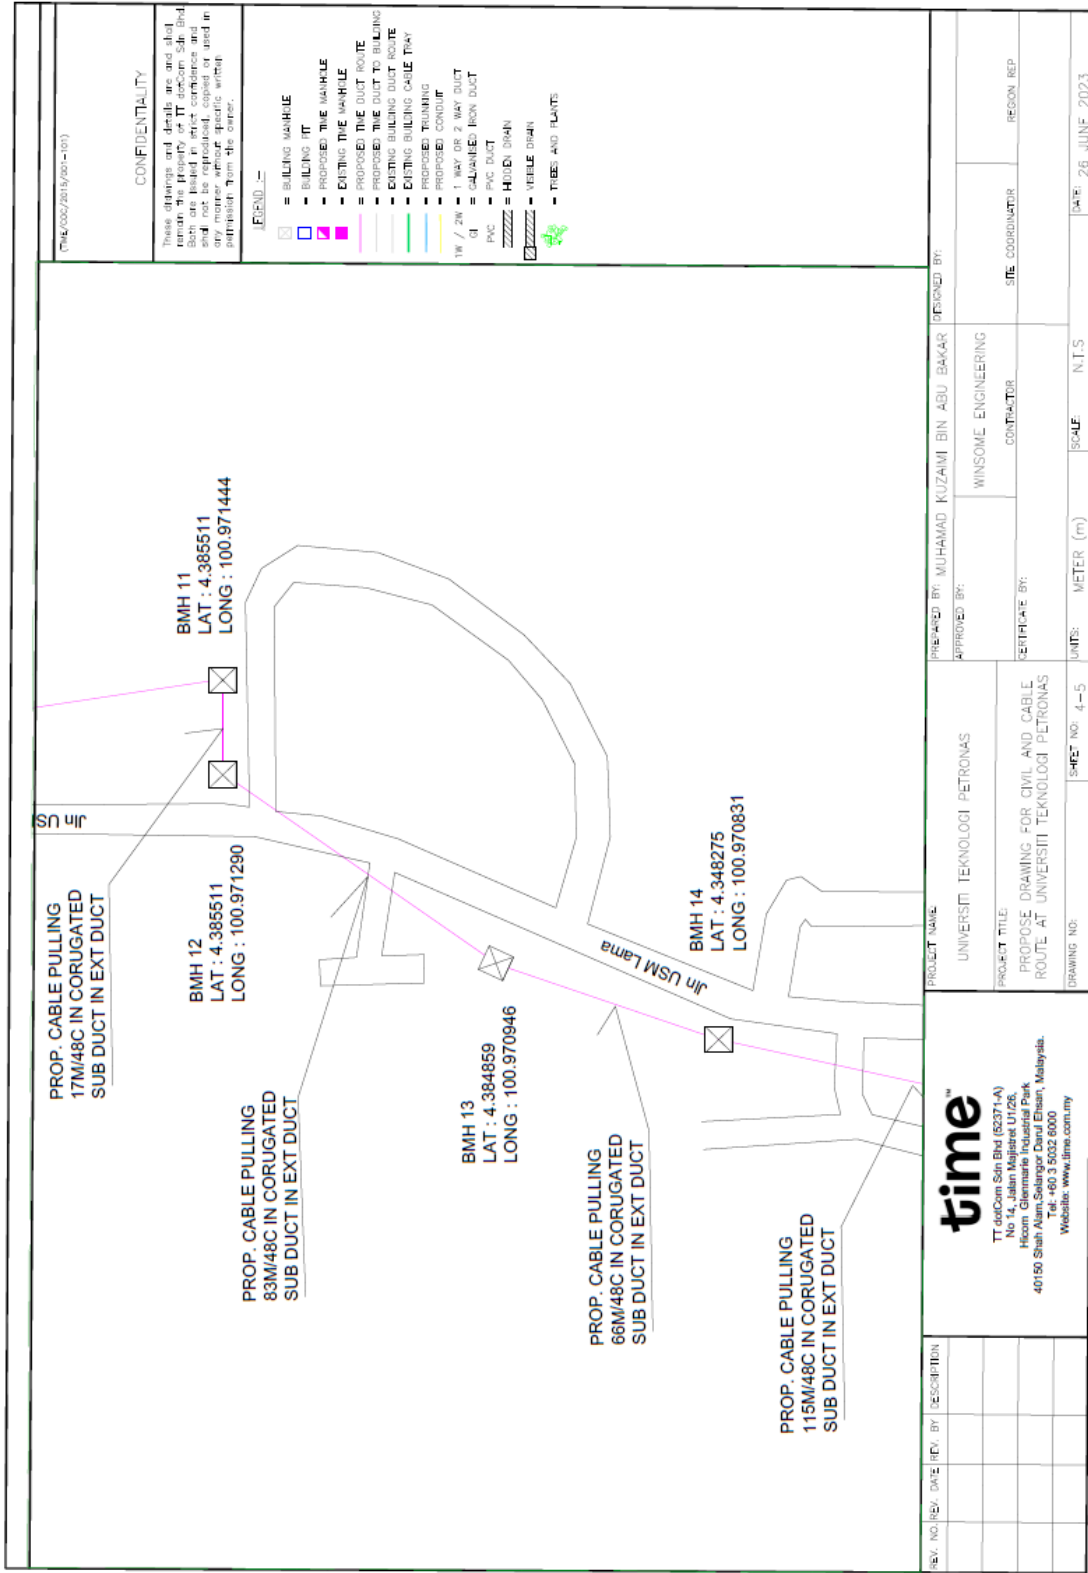 (TIME/COC/2015/001-101)
CONFIDENTIALITY
These drawings and details are and shall
remain the property of TT dotCom Sdn Bhd.
Both are issued in strict confidence and
shall not be reproduced, copied or used in
any manner without specific written
permission from the owner.
LEGEND :-
= BUILDING MANHOLE
- BUILDING PIT
- PROPOSED TIME MANHOLE
- EXISTING TIME MANHOLE
= PROPOSED TIME DUCT ROUTE
- PROPOSED TIME DUCT TO BUILDING
- EXISTING BUILDING DUCT ROUTE
- EXISTING BUILDING CABLE TRAY
- PROPOSED TRUNKING
= PROPOSED CONDUIT
1W / 2W - 1 WAY OR 2 WAY DUCT
GI = GALVANISED IRON DUCT
PVC - PVC DUCT
= HIDDEN DRAIN
- VISIBLE DRAIN
- TREES AND PLANTS
BMH 11
LAT : 4.385511
LONG : 100.971444
Jln US
PROP. CABLE PULLING
17M/48C IN CORUGATED
SUB DUCT IN EXT DUCT
BMH 12
LAT : 4.385511
LONG : 100.971290
PROP. CABLE PULLING
83M/48C IN CORUGATED
SUB DUCT IN EXT DUCT
BMH 13
LAT : 4.384859
LONG : 100.970946
Jln USM Lama
BMH 14
LAT : 4.348275
LONG : 100.970831
PROP. CABLE PULLING
66M/48C IN CORUGATED
SUB DUCT IN EXT DUCT
PROP. CABLE PULLING
115M/48C IN CORUGATED
SUB DUCT IN EXT DUCT
REV. NO. REV. DATE REV. BY DESCRIPTION
time™
TT dotCom Sdn Bhd (52371-A)
No 14, Jalan Majistret U1/26,
Hicom Glenmarie Industrial Park
40150 Shah Alam,Selangor Darul Ehsan, Malaysia.
Tel: +60 3 5032 6000
Website: www.time.com.my
PROJECT NAME:
UNIVERSITI TEKNOLOGI PETRONAS
PROJECT TITLE:
PROPOSE DRAWING FOR CIVIL AND CABLE
ROUTE AT UNIVERSITI TEKNOLOGI PETRONAS
DRAWING NO:
SHEET NO: 4-5
PREPARED BY: MUHAMAD KUZAIMI BIN ABU BAKAR
APPROVED BY:
WINSOME ENGINEERING
CONTRACTOR
CERTIFICATE BY:
UNITS: METER (m)
SCALE: N.T.S
DESIGNED BY:
SITE COORDINATOR
REGION REP
DATE: 26 JUNE 2023